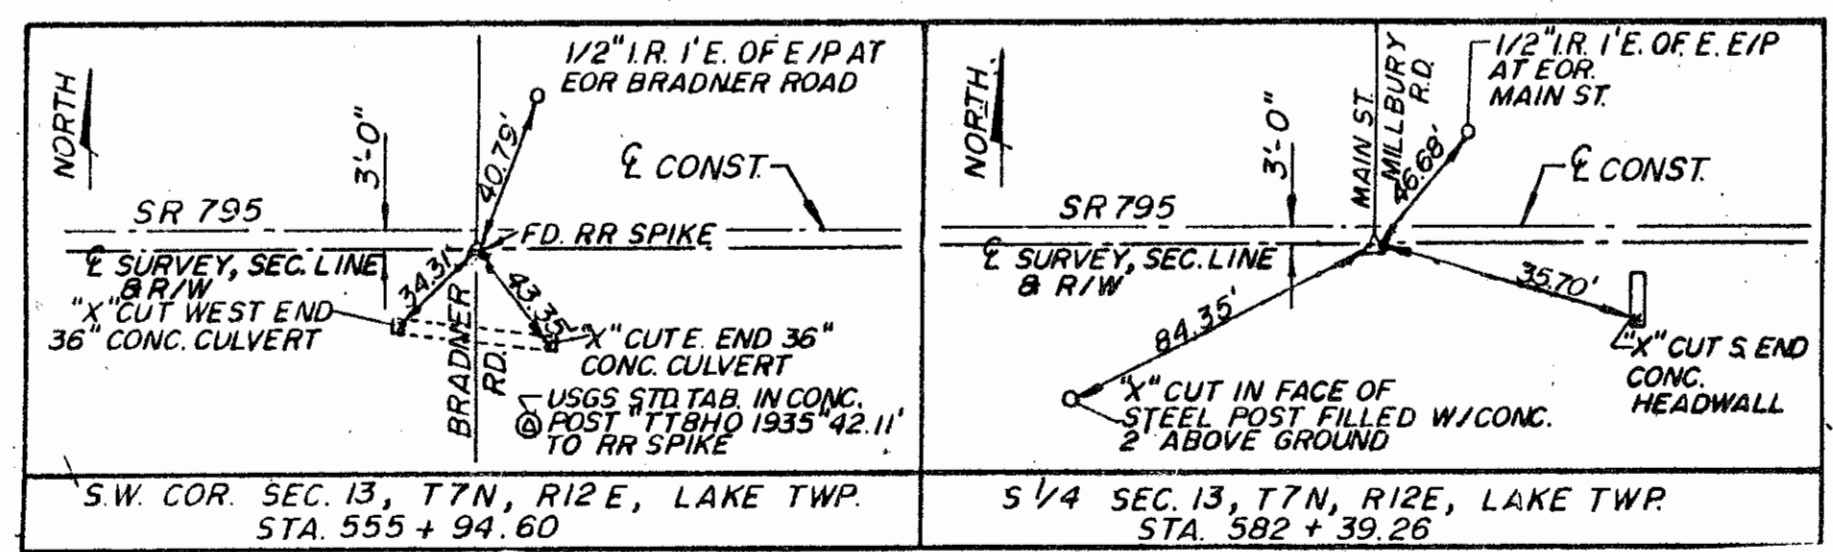 1/2" I.R. 1' E. OF E/P AT
EOR BRADNER ROAD
NORTH
3'-0"
40.79'
℄ CONST.
SR 795
FD. RR SPIKE
℄ SURVEY, SEC. LINE
& R/W
34.31'
43.35'
"X" CUT WEST END
36" CONC. CULVERT
BRADNER
RD.
"X" CUT E. END 36"
CONC. CULVERT
USGS STD. TAB. IN CONC.
POST "TTBHO 1935" 42.11'
TO RR SPIKE
S.W. COR. SEC. 13, T7N, R12E, LAKE TWP.
STA. 555 + 94.60
1/2" I.R. 1' E. OF E. E/P
AT EOR.
MAIN ST.
NORTH
3'-0"
MAIN ST.
MILLBURY
R.D.
46.68'
℄ CONST.
SR 795
℄ SURVEY, SEC. LINE
& R/W
84.35'
35.70'
"X" CUT S. END
CONC.
HEADWALL
"X" CUT IN FACE OF
STEEL POST FILLED W/CONC.
2' ABOVE GROUND
S 1/4 SEC. 13, T7N, R12E, LAKE TWP.
STA. 582 + 39.26